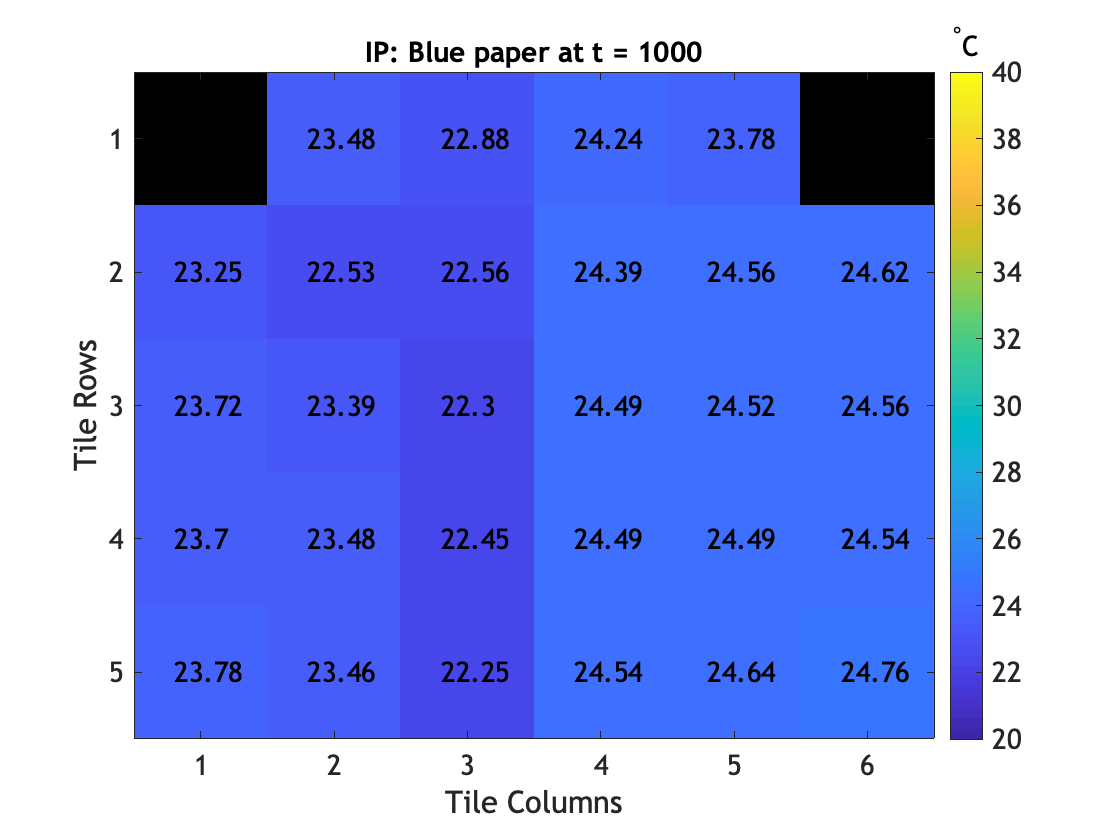 °C
IP: Blue paper at t = 1000
40
38
36
34
32
30
28
26
24
22
20
1 23.48 22.88 24.24 23.78
2 23.25 22.53 22.56 24.39 24.56 24.62
3 23.72 23.39 22.3 24.49 24.52 24.56
4 23.7 23.48 22.45 24.49 24.49 24.54
5 23.78 23.46 22.25 24.54 24.64 24.76
Tile Rows
1 2 3 4 5 6
Tile Columns